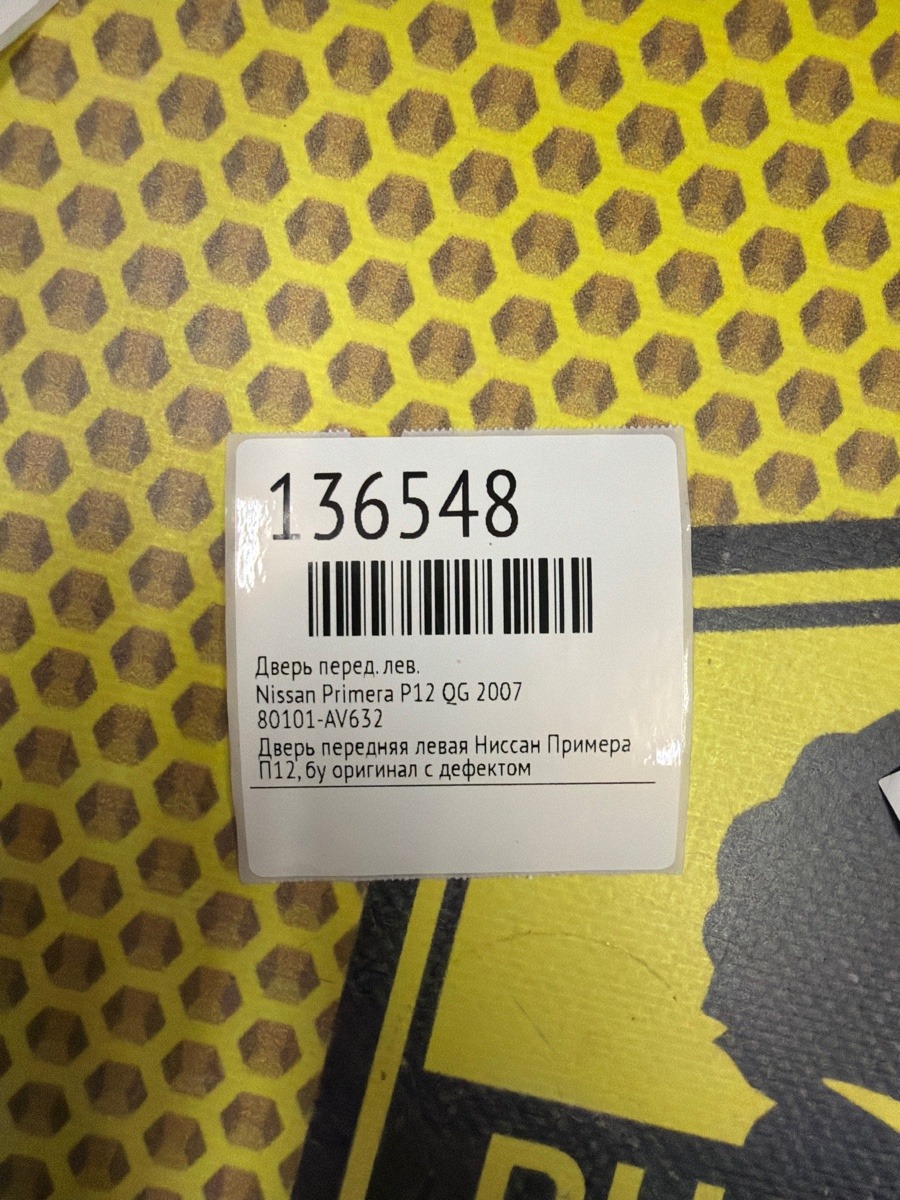 136548
Дверь перед. лев.
Nissan Primera P12 QG 2007
80101-AV632
Дверь передняя левая Ниссан Примера
П12, бу оригинал с дефектом